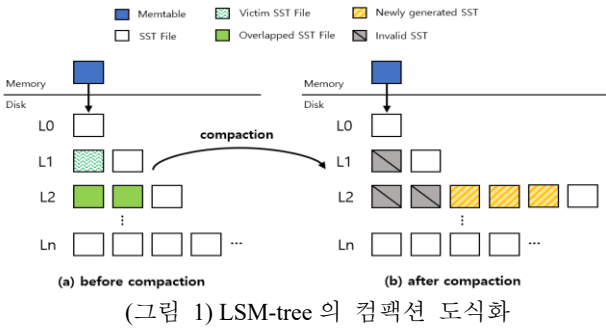 Memtable Victim SST File Newly generated SST
SST File Overlapped SST File Invalid SST
Memory
Disk
L0
L1
L2
⋮
Ln ...
(a) before compaction
compaction
Memory
Disk
L0
L1
L2
⋮
Ln ...
(b) after compaction
(그림 1) LSM-tree 의 컴팩션 도식화